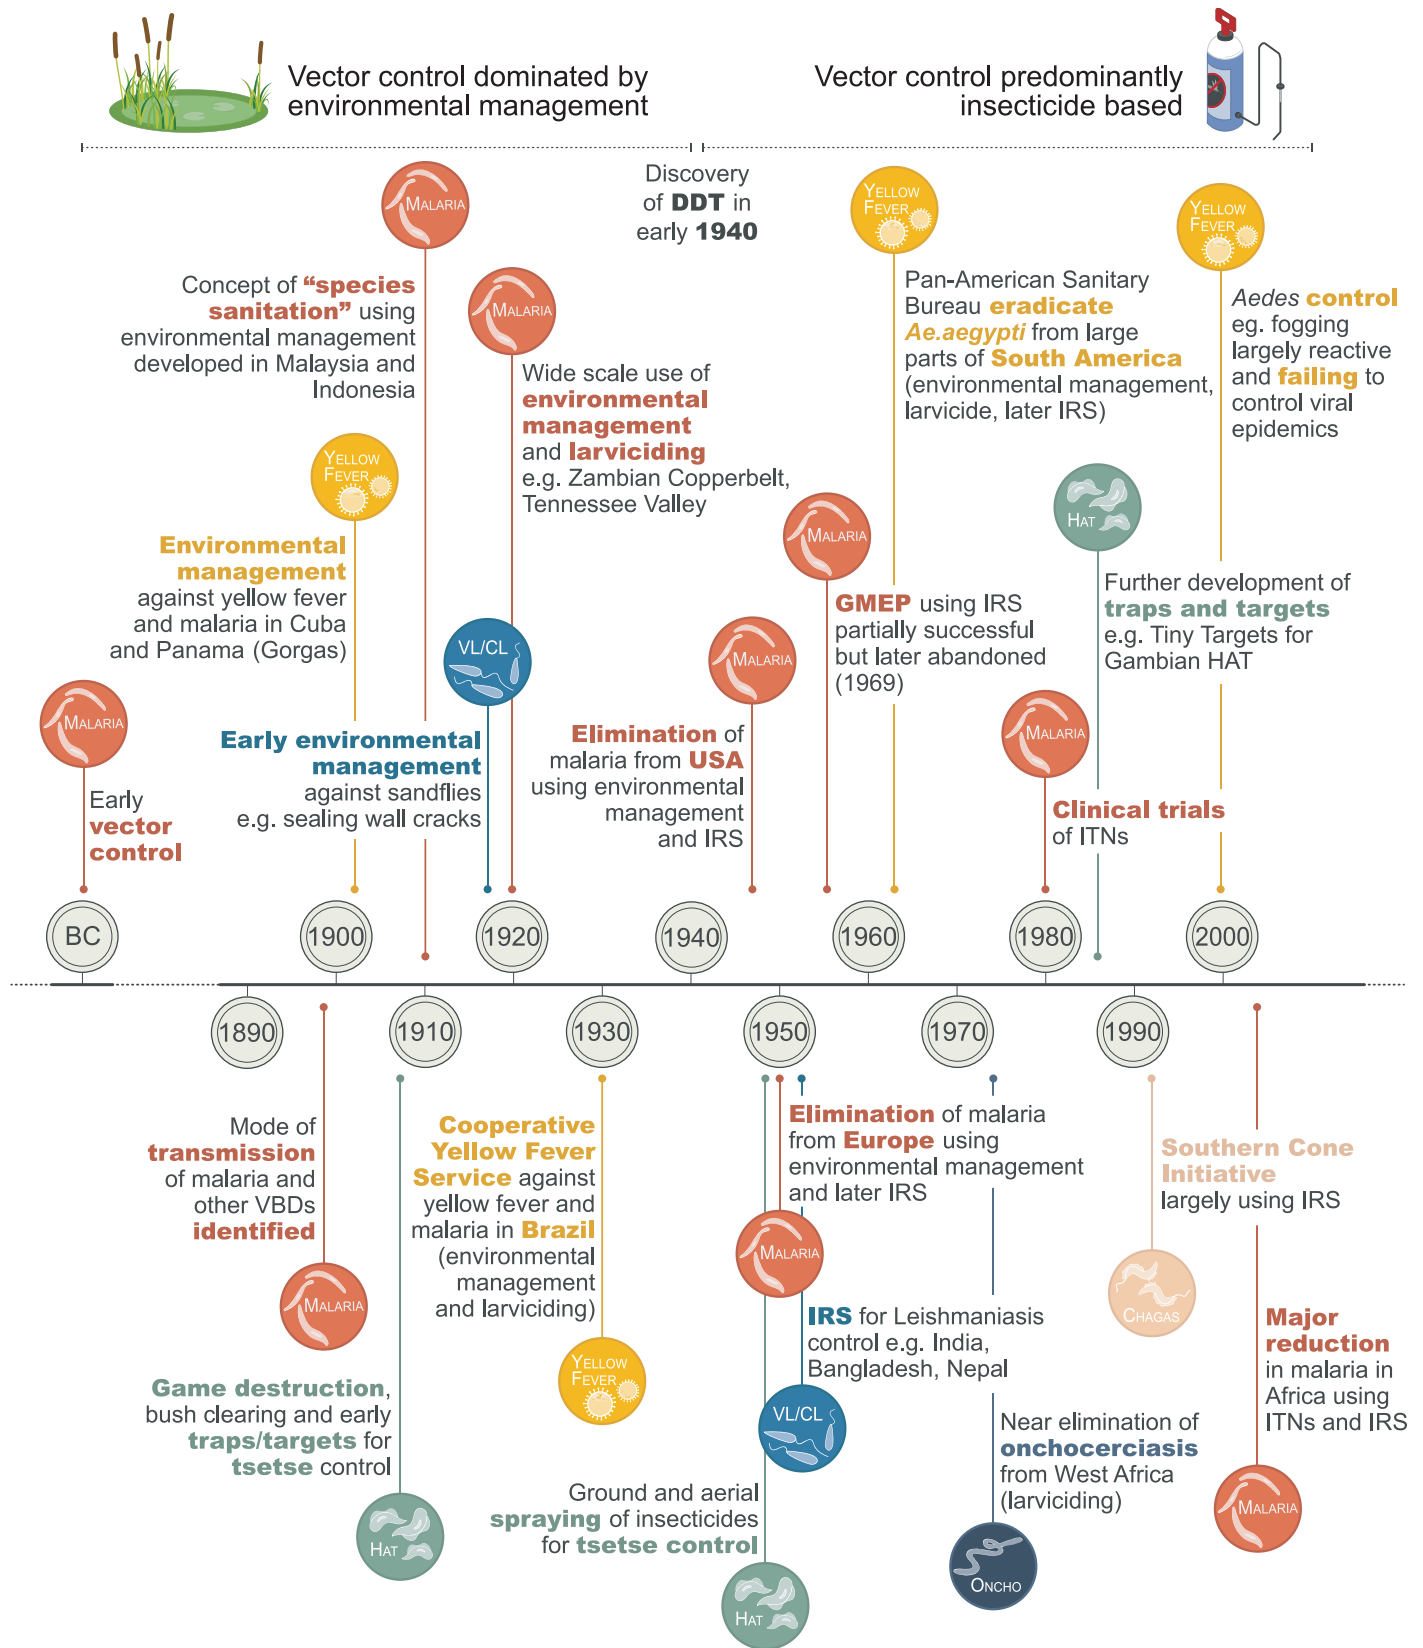 Vector control dominated by
environmental management
Vector control predominantly
insecticide based
Discovery
of DDT in
early 1940
MALARIA
Concept of “species
sanitation” using
environmental management
developed in Malaysia and
Indonesia
MALARIA
Wide scale use of
environmental
management
and larviciding
e.g. Zambian Copperbelt,
Tennessee Valley
YELLOW
FEVER
Pan-American Sanitary
Bureau eradicate
Ae.aegypti from large
parts of South America
(environmental management,
larvicide, later IRS)
YELLOW
FEVER
Aedes control
eg. fogging
largely reactive
and failing to
control viral
epidemics
YELLOW
FEVER
Environmental
management
against yellow fever
and malaria in Cuba
and Panama (Gorgas)
MALARIA
GMEP using IRS
partially successful
but later abandoned
(1969)
HAT
Further development of
traps and targets
e.g. Tiny Targets for
Gambian HAT
MALARIA
Early
vector
control
VL/CL
Early environmental
management
against sandflies
e.g. sealing wall cracks
MALARIA
Elimination of
malaria from USA
using environmental
management
and IRS
MALARIA
Clinical trials
of ITNs
BC
1900
1920
1940
1960
1980
2000
1890
1910
1930
1950
1970
1990
Mode of
transmission
of malaria and
other VBDs
identified
MALARIA
Game destruction,
bush clearing and early
traps/targets for
tsetse control
HAT
Cooperative
Yellow Fever
Service against
yellow fever and
malaria in Brazil
(environmental
management
and larviciding)
YELLOW
FEVER
Elimination of malaria
from Europe using
environmental management
and later IRS
MALARIA
IRS for Leishmaniasis
control e.g. India,
Bangladesh, Nepal
VL/CL
Ground and aerial
spraying of insecticides
for tsetse control
HAT
Near elimination of
onchocerciasis
from West Africa
(larviciding)
ONCHO
Southern Cone
Initiative
largely using IRS
CHAGAS
Major
reduction
in malaria in
Africa using
ITNs and IRS
MALARIA